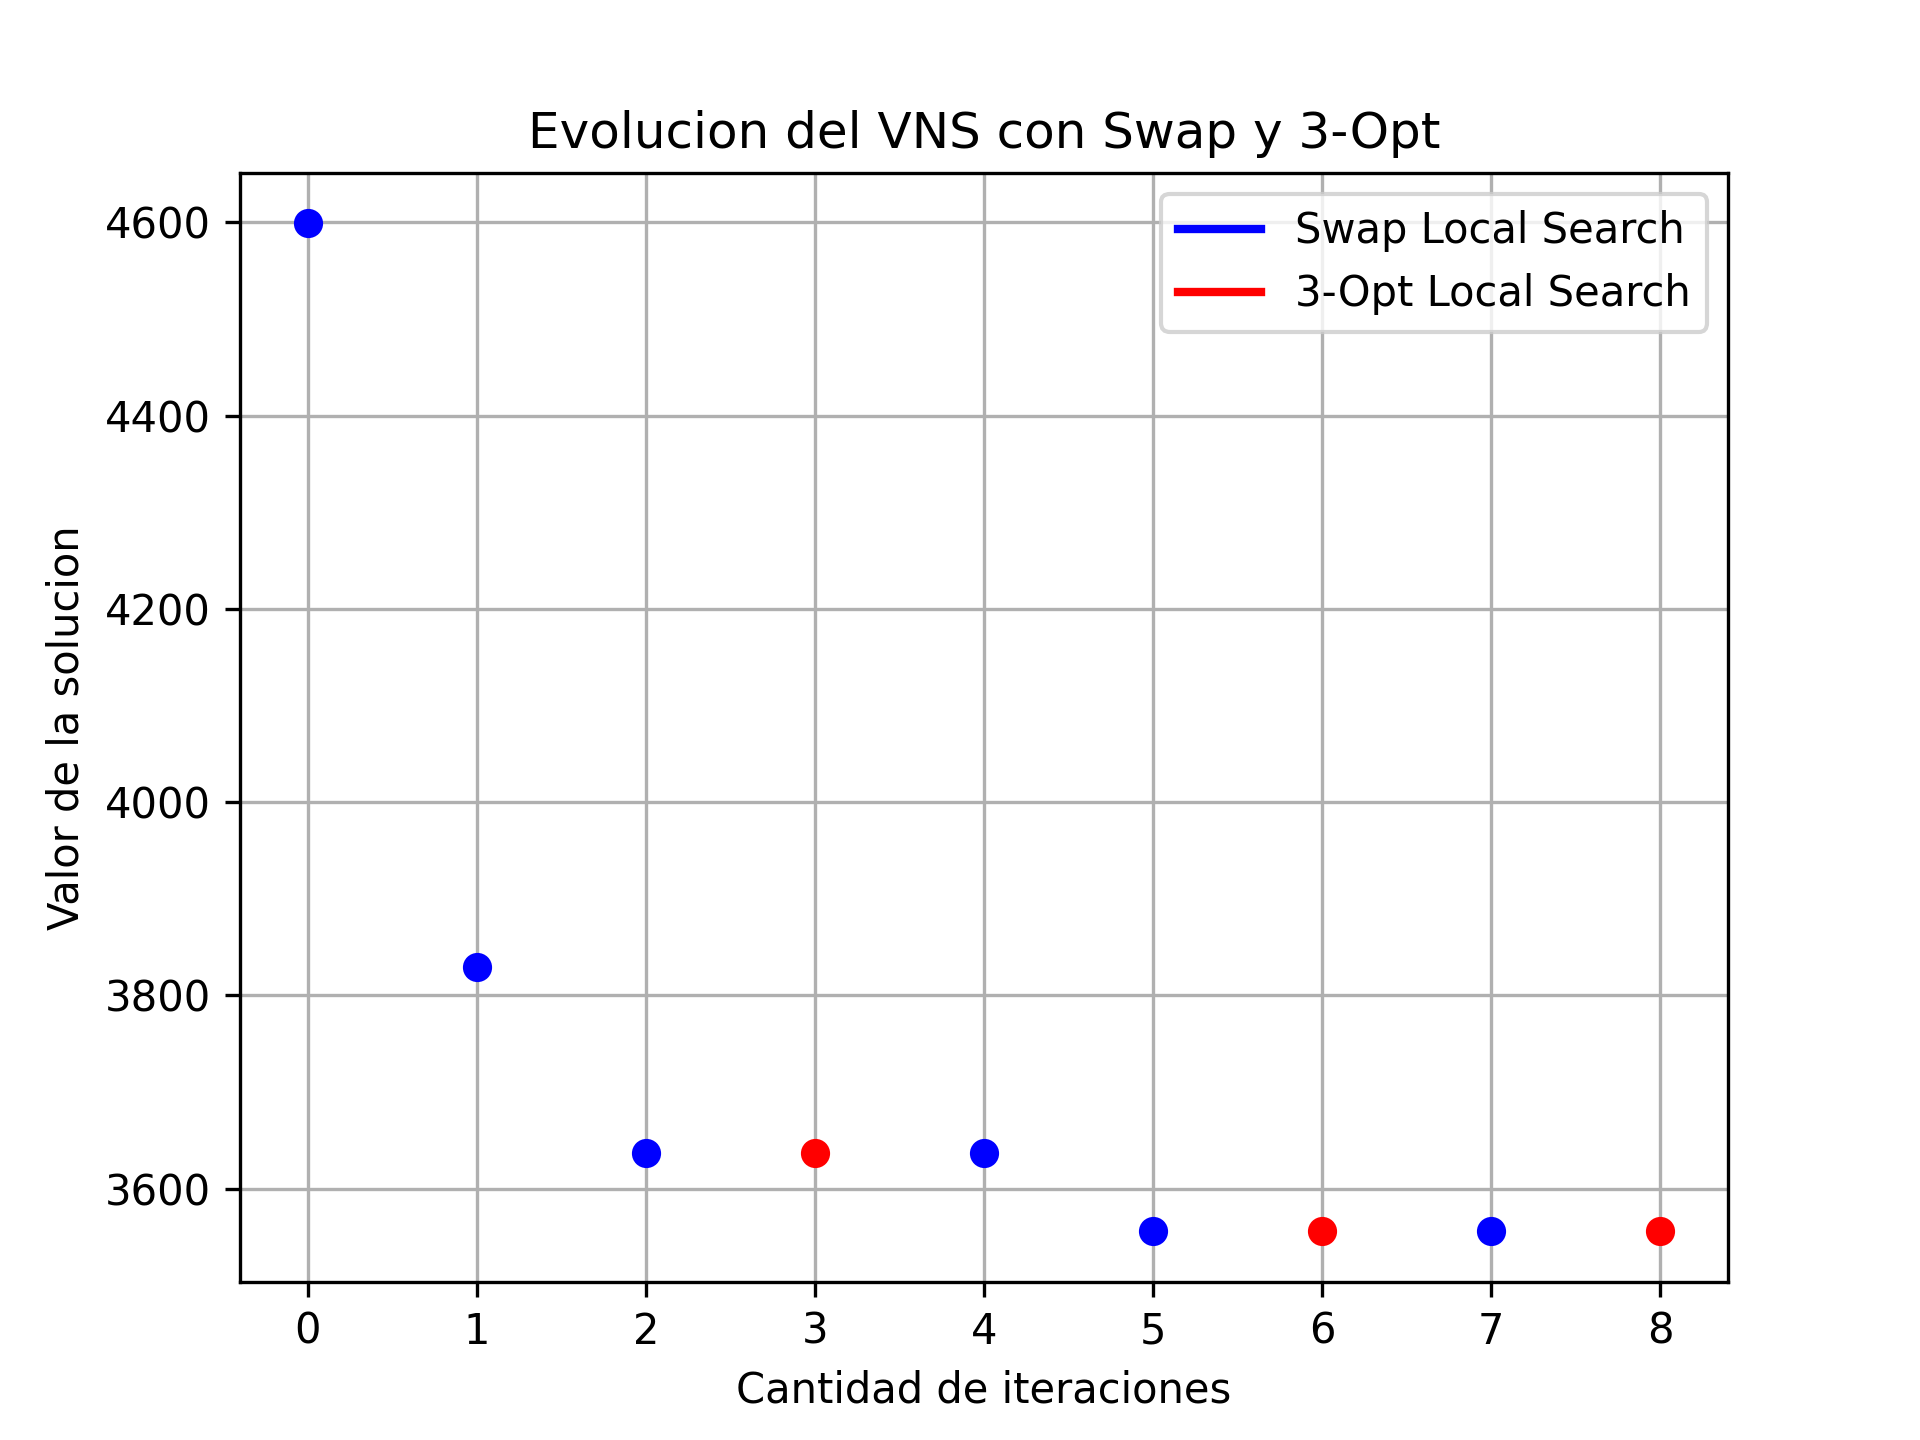 Evolucion del VNS con Swap y 3-Opt
Swap Local Search
3-Opt Local Search
Valor de la solucion
4600
4400
4200
4000
3800
3600
0 1 2 3 4 5 6 7 8
Cantidad de iteraciones